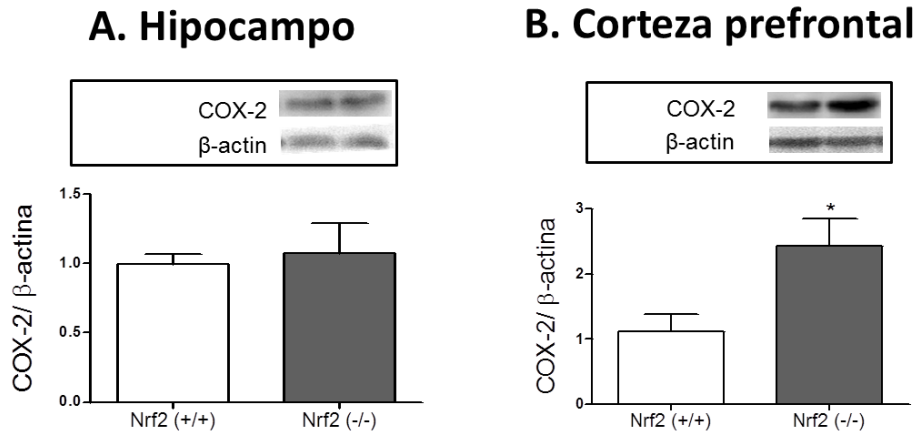 A. Hipocampo
COX-2
β-actin
COX-2/ β-actina
1.5
1.0
0.5
0.0
Nrf2 (+/+)
Nrf2 (-/-)
B. Corteza prefrontal
COX-2
β-actin
COX-2/ β-actina
3
2
1
0
*
Nrf2 (+/+)
Nrf2 (-/-)